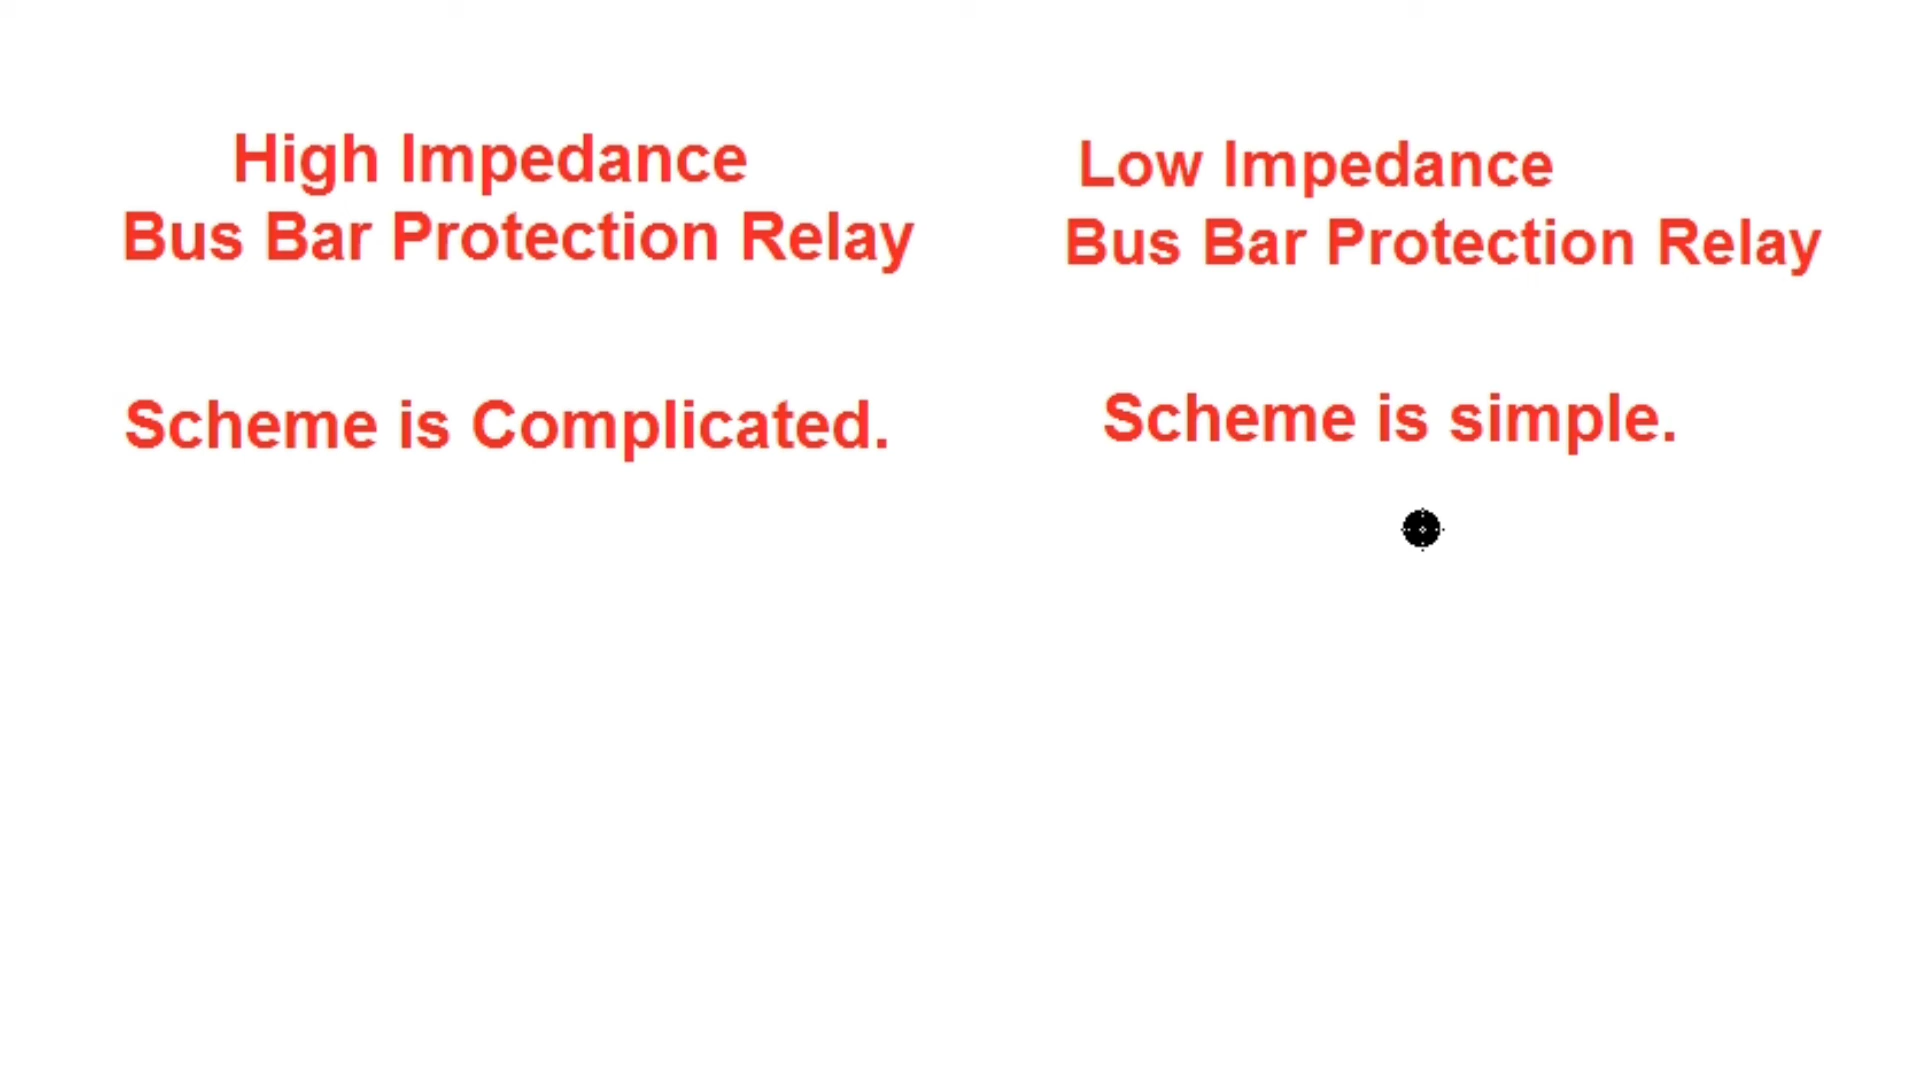 High Impedance
Bus Bar Protection Relay
Scheme is Complicated.
Low Impedance
Bus Bar Protection Relay
Scheme is simple.